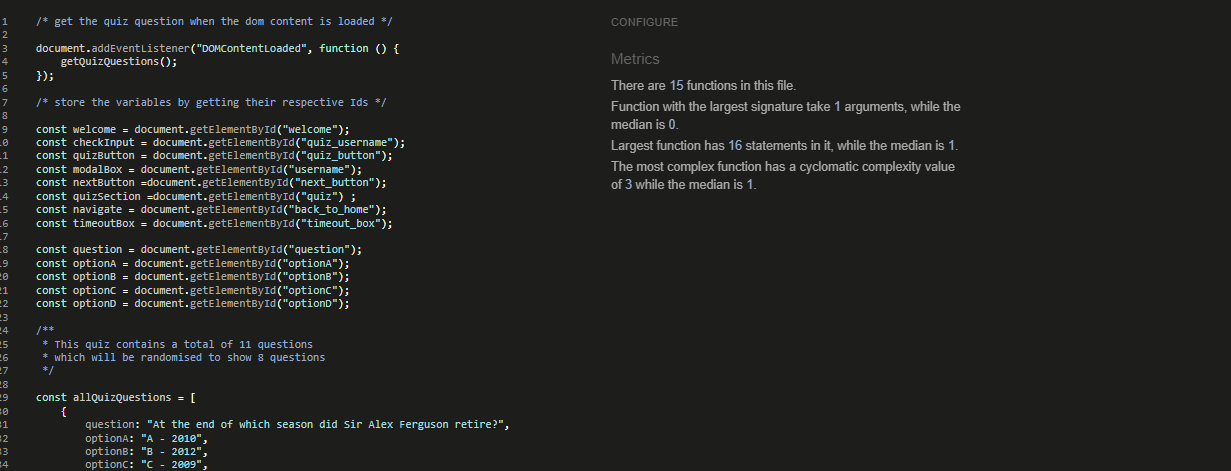 1 /* get the quiz question when the dom content is loaded */
2
3 document.addEventListener("DOMContentLoaded", function () {
4 getQuizQuestions();
5 });
6
7 /* store the variables by getting their respective Ids */
8
9 const welcome = document.getElementById("welcome");
10 const checkInput = document.getElementById("quiz_username");
11 const quizButton = document.getElementById("quiz_button");
12 const modalBox = document.getElementById("username");
13 const nextButton =document.getElementById("next_button");
14 const quizSection =document.getElementById("quiz") ;
15 const navigate = document.getElementById("back_to_home");
16 const timeoutBox = document.getElementById("timeout_box");
17
18 const question = document.getElementById("question");
19 const optionA = document.getElementById("optionA");
20 const optionB = document.getElementById("optionB");
21 const optionC = document.getElementById("optionC");
22 const optionD = document.getElementById("optionD");
23
24 /**
25 * This quiz contains a total of 11 questions
26 * which will be randomised to show 8 questions
27 */
28
29 const allQuizQuestions = [
30 {
31 question: "At the end of which season did Sir Alex Ferguson retire?",
32 optionA: "A - 2010",
33 optionB: "B - 2012",
34 optionC: "C - 2009",
CONFIGURE
Metrics
There are 15 functions in this file.
Function with the largest signature take 1 arguments, while the
median is 0.
Largest function has 16 statements in it, while the median is 1.
The most complex function has a cyclomatic complexity value
of 3 while the median is 1.